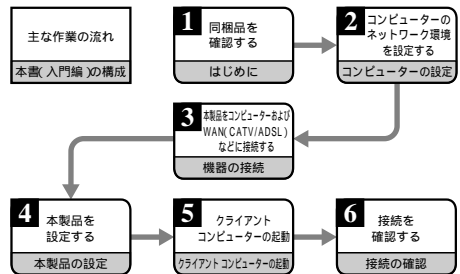 主な作業の流れ
本書(入門編)の構成
1
同梱品を
確認する
はじめに
2
コンピューターの
ネットワーク環境
を設定する
コンピューターの設定
3
本製品をコンピューターおよび
WAN(CATV/ADSL)
などに接続する
機器の接続
4
本製品を
設定する
本製品の設定
5
クライアント
コンピューターの起動
クライアントコンピューターの起動
6
接続を
確認する
接続の確認